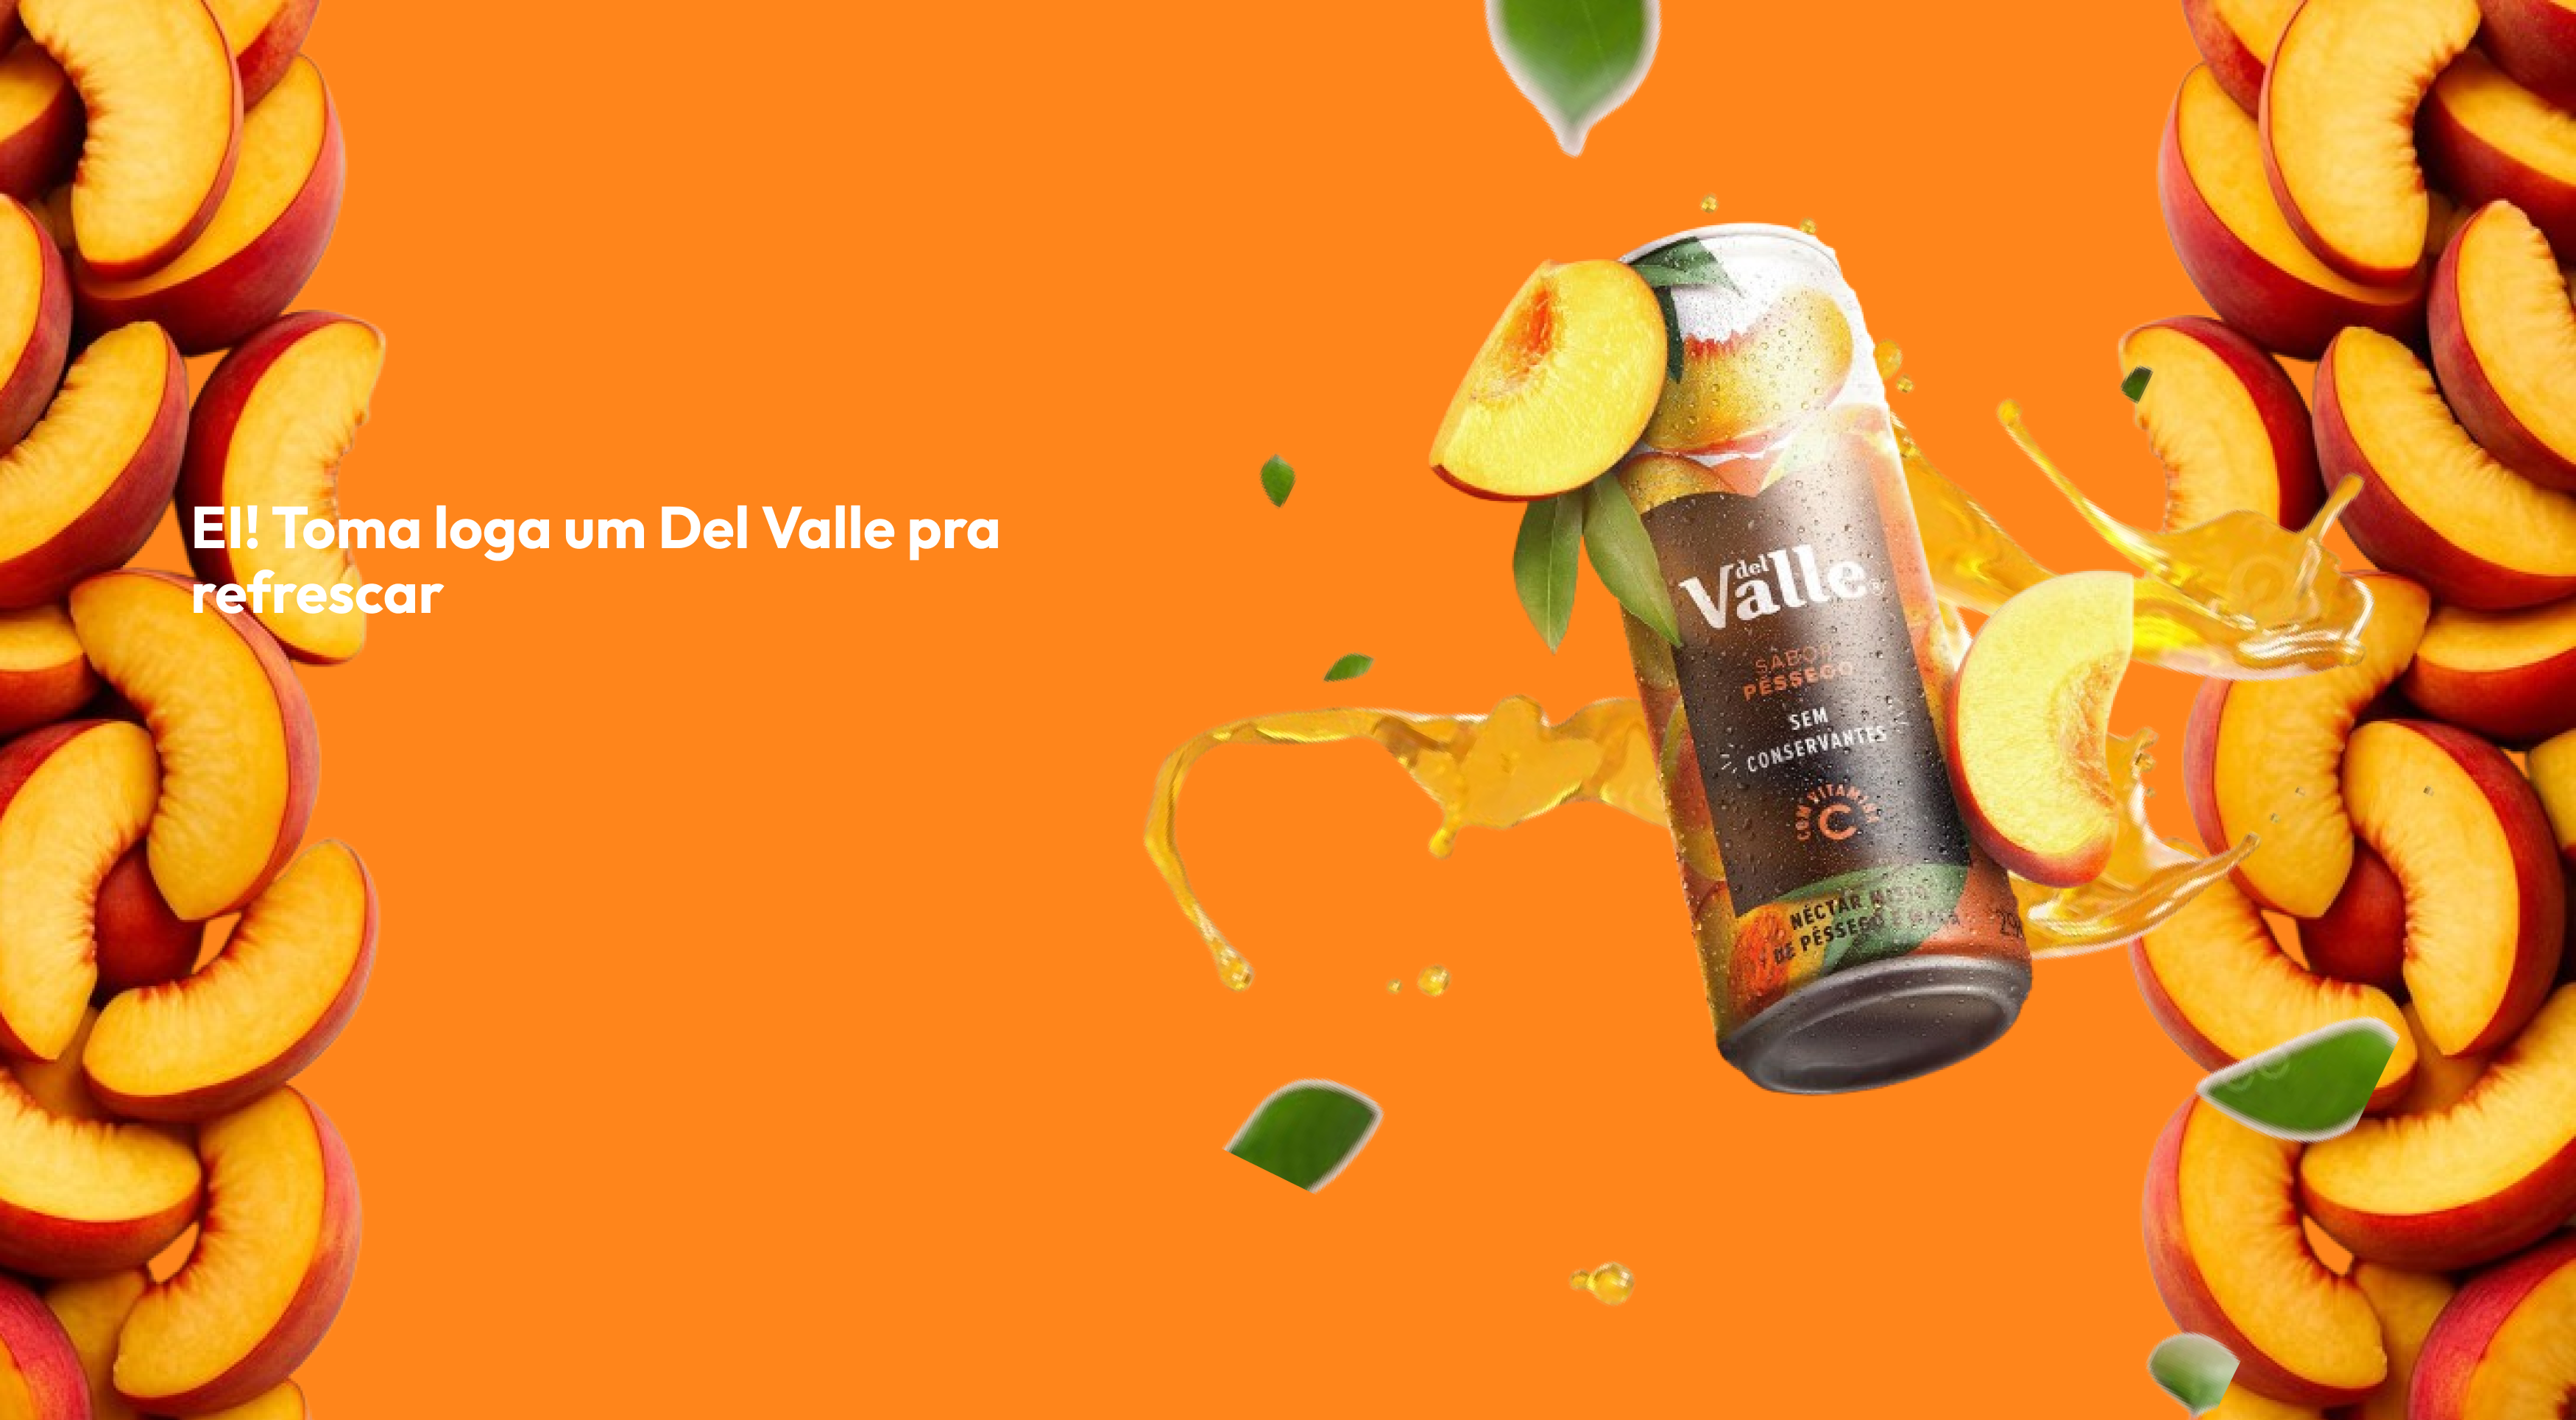 EI! Toma loga um Del Valle pra
refrescar
del
Valle
SABOR
PÊSSEGO
SEM
CONSERVANTES
COM VITAMINA
C
NÉCTAR MISTO
DE PÊSSEGO E MAÇÃ